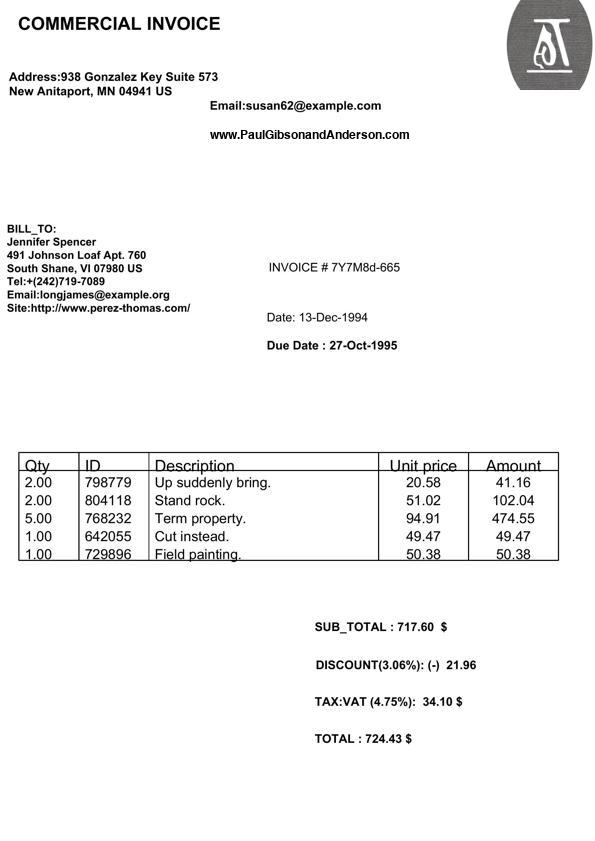 COMMERCIAL INVOICE
Address:938 Gonzalez Key Suite 573
New Anitaport, MN 04941 US
Email:susan62@example.com
www.PaulGibsonandAnderson.com
BILL_TO:
Jennifer Spencer
491 Johnson Loaf Apt. 760
South Shane, VI 07980 US
Tel:+(242)719-7089
Email:longjames@example.org
Site:http://www.perez-thomas.com/
INVOICE # 7Y7M8d-665
Date: 13-Dec-1994
Due Date : 27-Oct-1995
Qty ID Description Unit price Amount
2.00 798779 Up suddenly bring. 20.58 41.16
2.00 804118 Stand rock. 51.02 102.04
5.00 768232 Term property. 94.91 474.55
1.00 642055 Cut instead. 49.47 49.47
1.00 729896 Field painting. 50.38 50.38
SUB_TOTAL : 717.60 $
DISCOUNT(3.06%): (-) 21.96
TAX:VAT (4.75%): 34.10 $
TOTAL : 724.43 $